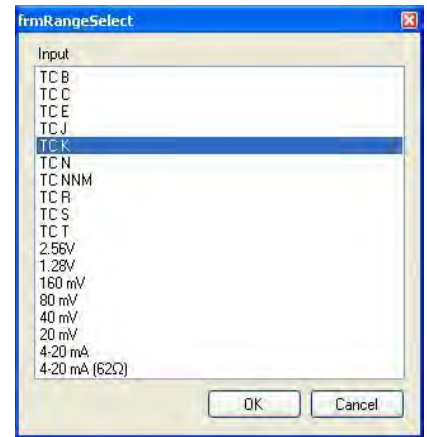 frmRangeSelect
Input
TC B
TC C
TC E
TC J
TC K
TC N
TC NNM
TC R
TC S
TC T
2.56V
1.28V
160 mV
80 mV
40 mV
20 mV
4-20 mA
4-20 mA (62Ω)
OK Cancel